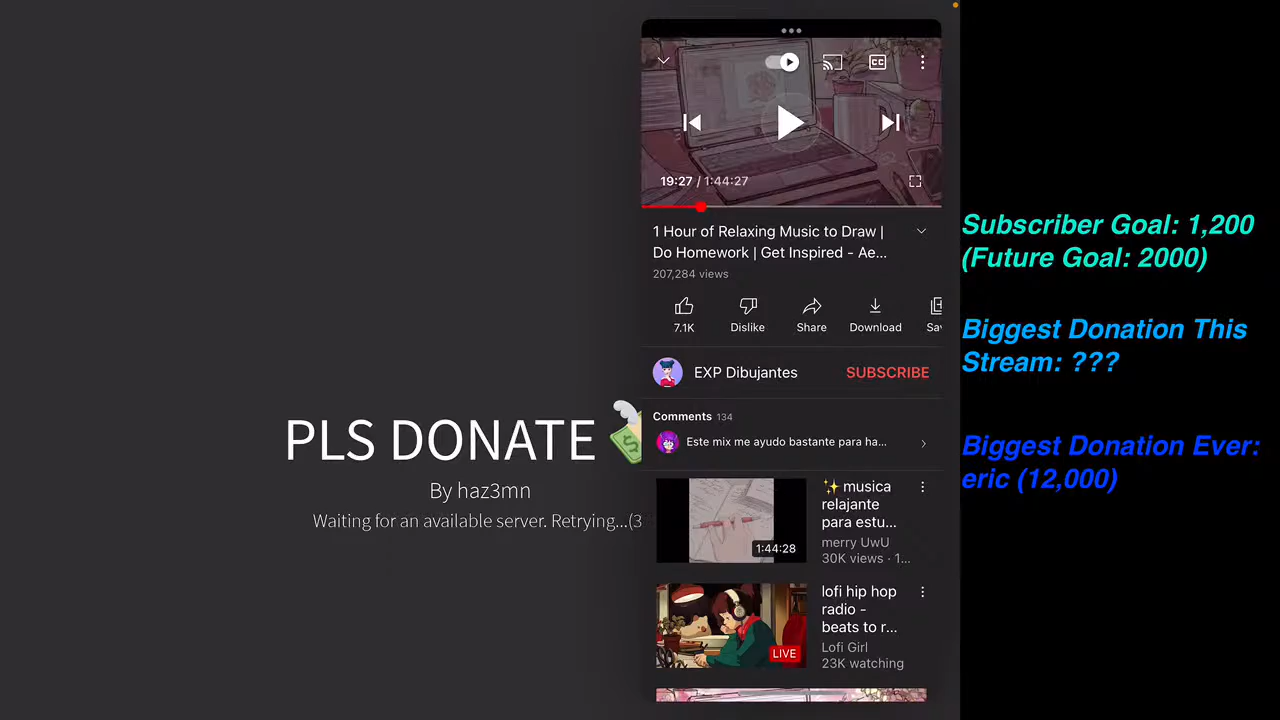 PLS DONATE
By haz3mn
Waiting for an available server. Retrying...(3
CC
19:27 / 1:44:27
1 Hour of Relaxing Music to Draw |
Do Homework | Get Inspired - Ae...
207,284 views
7.1K
Dislike
Share
Download
Sav
EXP Dibujantes
SUBSCRIBE
Comments 134
Este mix me ayudo bastante para ha...
✨ musica
relajante
para estu...
merry UwU
30K views · 1...
1:44:28
lofi hip hop
radio -
beats to r...
Lofi Girl
23K watching
LIVE
Subscriber Goal: 1,200
(Future Goal: 2000)
Biggest Donation This
Stream: ???
Biggest Donation Ever:
eric (12,000)